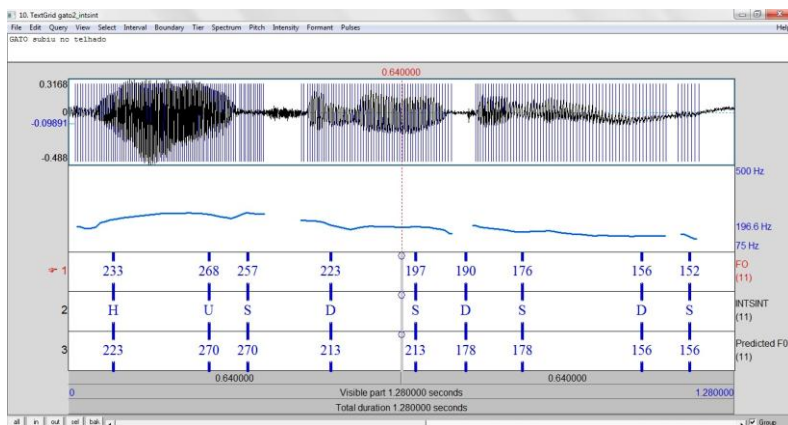 10. TextGrid gato2_intsint
File Edit Query View Select Interval Boundary Tier Spectrum Pitch Intensity Formant Pulses Help
GATO subiu no telhado
0.640000
0.3168
0
-0.09891
-0.488
500 Hz
196.6 Hz
75 Hz
1 233 268 257 223 197 190 176 156 152 FO (11)
2 H U S D S D S D S INTSINT (11)
3 223 270 270 213 213 178 178 156 156 Predicted F0 (11)
0.640000 0.640000
0 Visible part 1.280000 seconds 1.280000
Total duration 1.280000 seconds
all in out sel bak Group